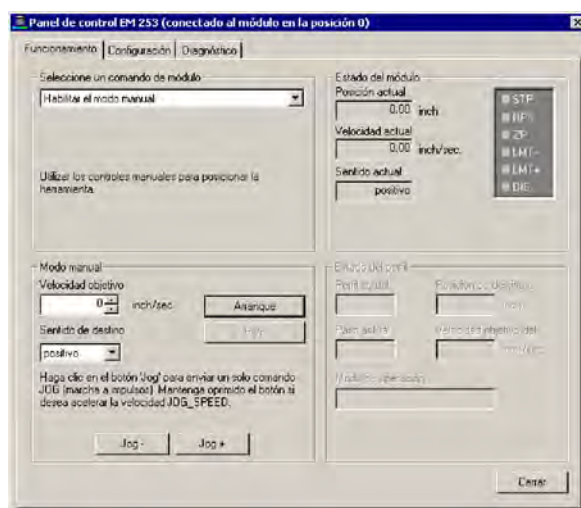 Panel de control EM 253 (conectado al módulo en la posición 0)
Funcionamiento Configuración Diagnóstico
Seleccione un comando de módulo
Habilitar el modo manual
Utilizar los controles manuales para posicionar la
herramienta.
Estado del módulo
Posición actual
0.00 inch
Velocidad actual
0.00 inch/sec.
Sentido actual
positivo
STP
RPS
ZP
LMT-
LMT+
DIS
Modo manual
Velocidad objetivo
0 inch/sec
Arranque
Sentido de destino
positivo
Haga clic en el botón 'Jog' para enviar un solo comando
JOG (marcha a impulsos). Mantenga oprimido el botón si
desea acelerar la velocidad JOG_SPEED.
Jog - Jog +
Estado del perfil
Cerrar